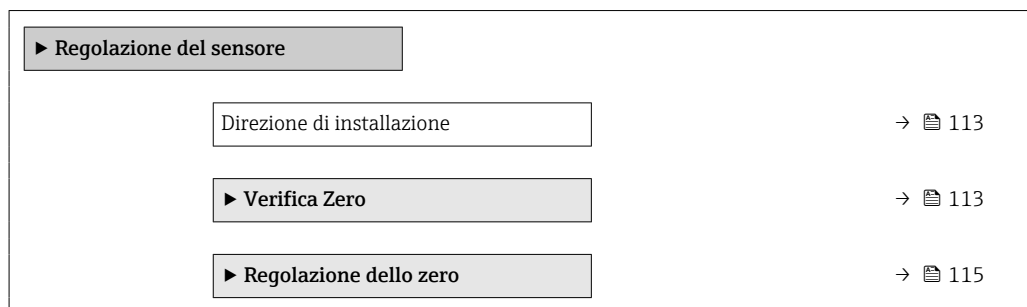 ▶ Regolazione del sensore
Direzione di installazione → 113
▶ Verifica Zero → 113
▶ Regolazione dello zero → 115